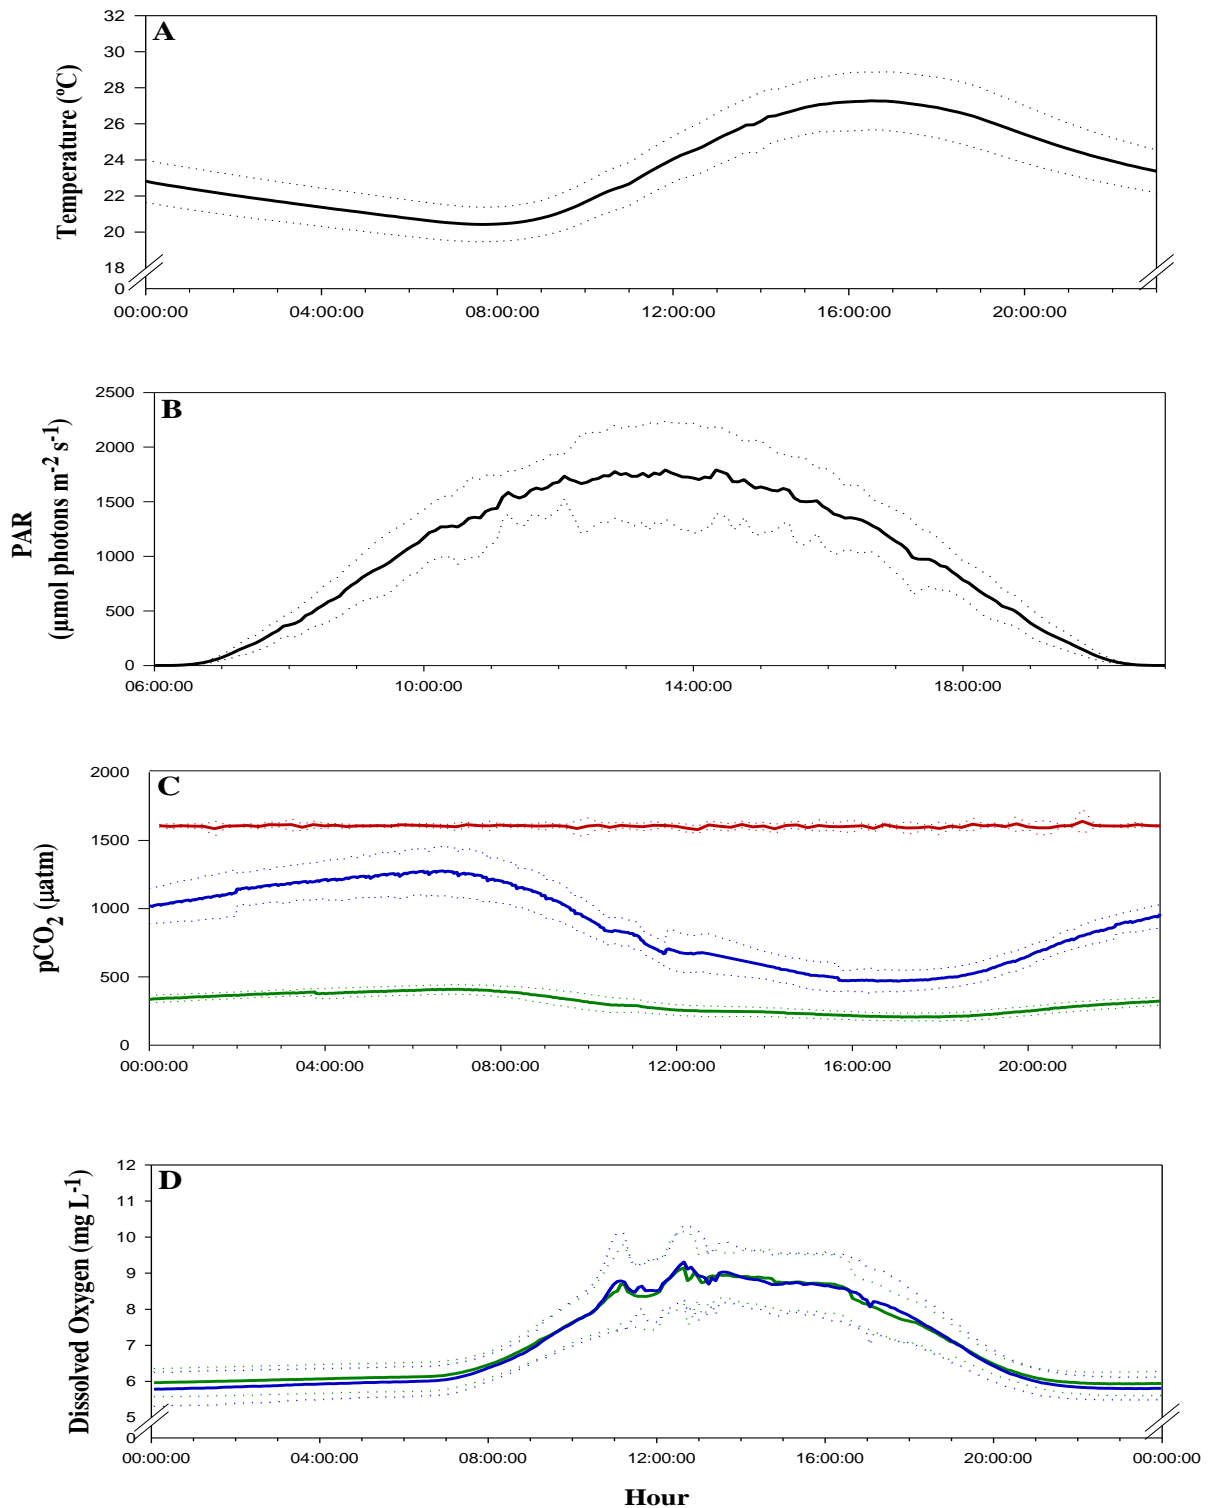 A
Temperature (ºC)
32
30
28
26
24
22
20
18
0
00:00:00 04:00:00 08:00:00 12:00:00 16:00:00 20:00:00
B
PAR
(µmol photons m-2 s-1)
2500
2000
1500
1000
500
0
06:00:00 10:00:00 14:00:00 18:00:00
C
pCO2 (µatm)
2000
1500
1000
500
0
00:00:00 04:00:00 08:00:00 12:00:00 16:00:00 20:00:00
D
Dissolved Oxygen (mg L-1)
12
11
10
9
8
7
6
5
0
00:00:00 04:00:00 08:00:00 12:00:00 16:00:00 20:00:00 00:00:00
Hour